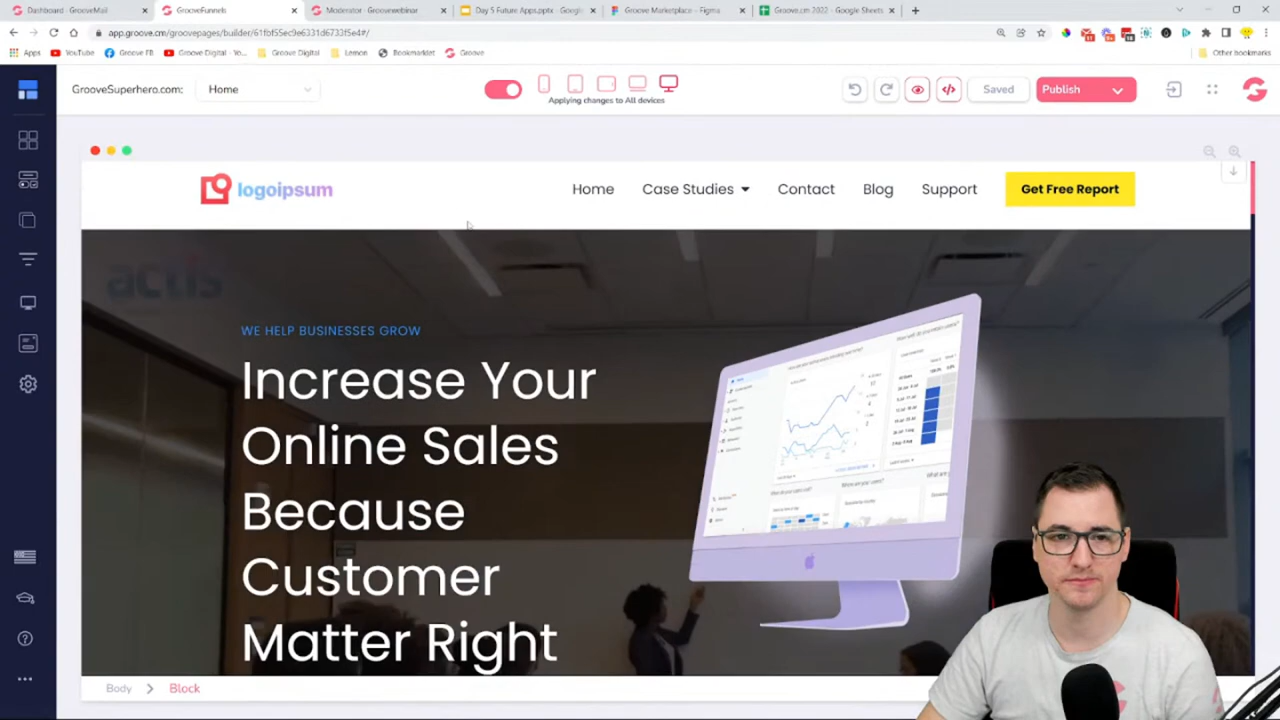 Dashboard - GrooveMail
GrooveFunnels
Moderator - Groovewebinar
Day 5 Future Apps.pptx - Google
Groove Marketplace – Figma
Groove.cm 2022 - Google Sheets
app.groove.cm/groovepages/builder/61fbf55ec9e6331d6733f5e4#/
Apps
YouTube
Groove FB
Groove Digital - Yo...
Groove Digital
Lemon
Bookmarklet
Groove
Other bookmarks
GrooveSuperhero.com:
Home
Applying changes to All devices
Saved
Publish
logoipsum
Home
Case Studies
Contact
Blog
Support
Get Free Report
actis
WE HELP BUSINESSES GROW
Increase Your
Online Sales
Because
Customer
Matter Right
Body
Block